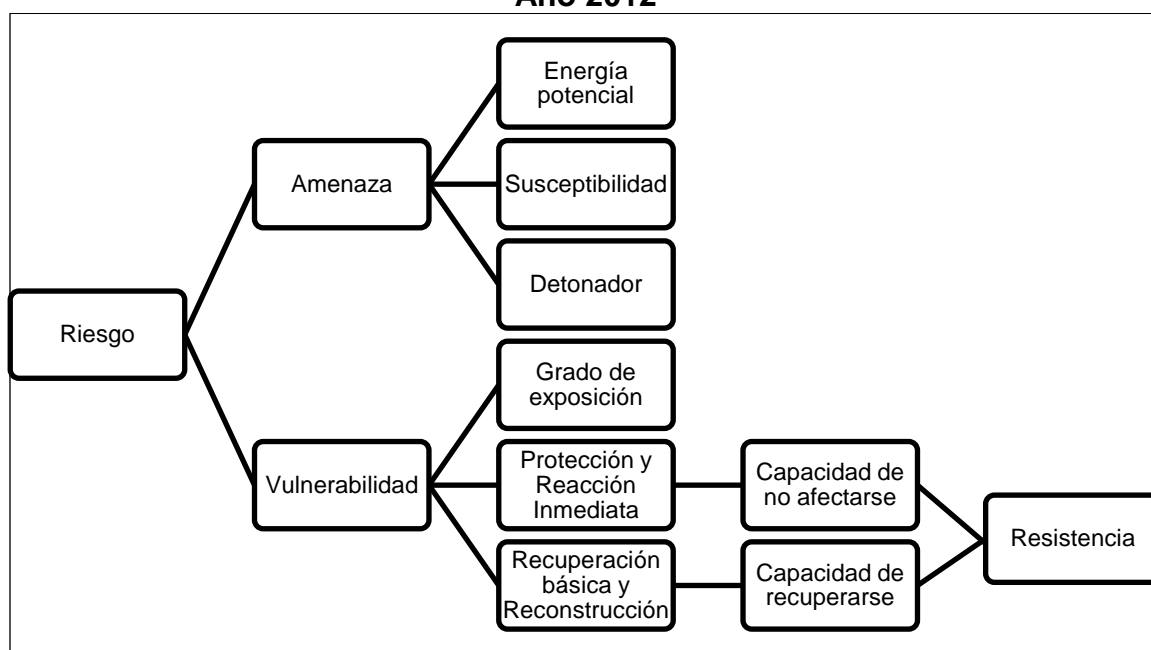 Año 2012
Energía
potencial
Amenaza
Susceptibilidad
Detonador
Riesgo
Grado de
exposición
Vulnerabilidad
Protección y
Reacción
Inmediata
Capacidad de
no afectarse
Resistencia
Recuperación
básica y
Reconstrucción
Capacidad de
recuperarse